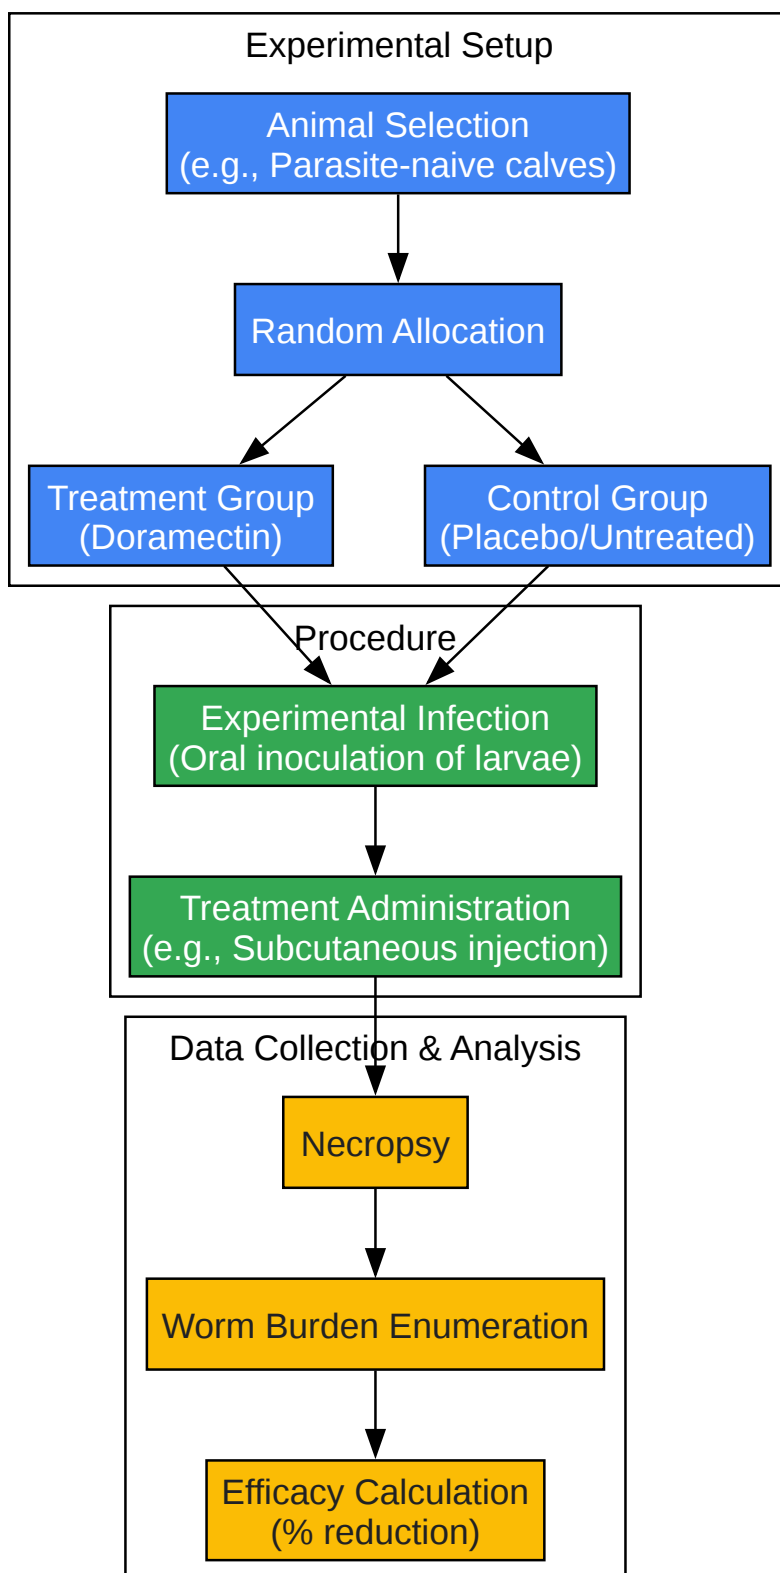 Experimental Setup
Animal Selection
(e.g., Parasite-naive calves)
Random Allocation
Treatment Group
(Doramectin)
Control Group
(Placebo/Untreated)
Procedure
Experimental Infection
(Oral inoculation of larvae)
Treatment Administration
(e.g., Subcutaneous injection)
Data Collection & Analysis
Necropsy
Worm Burden Enumeration
Efficacy Calculation
(% reduction)